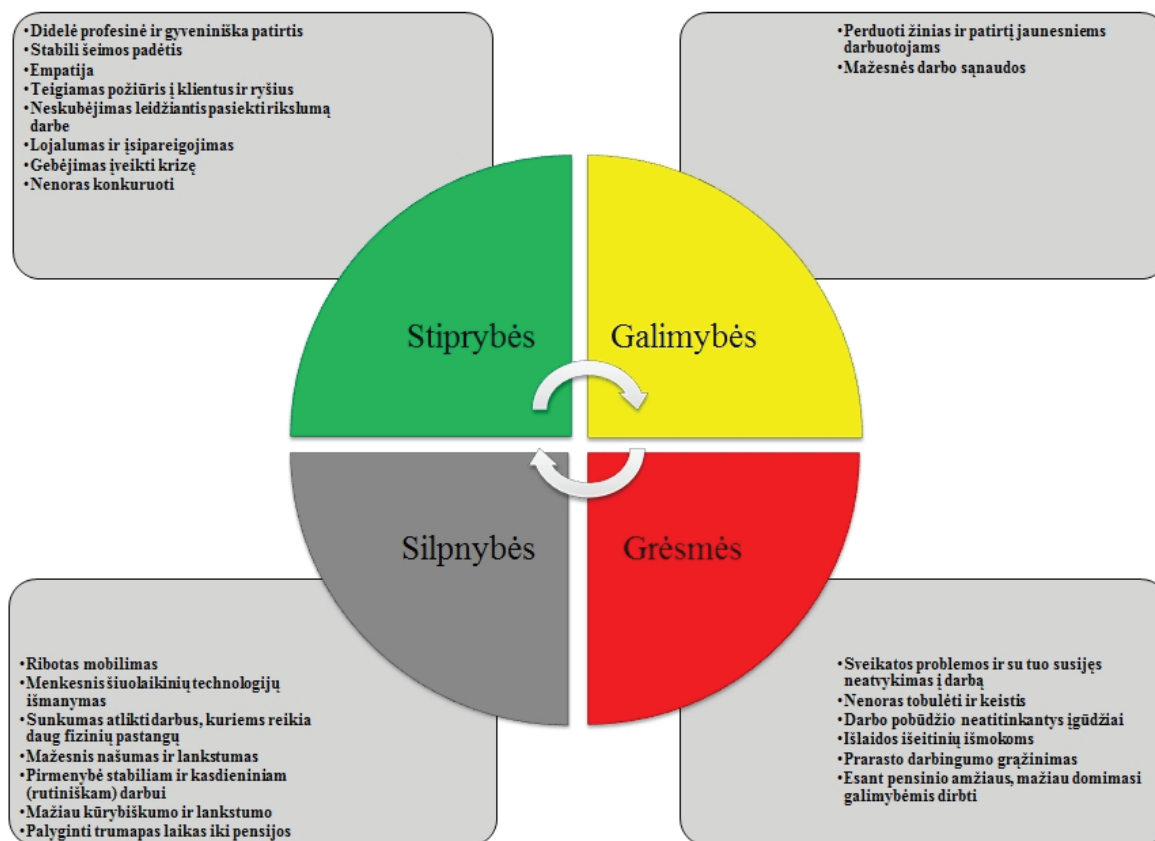 •Didelė profesinė ir gyveniniška patirtis
•Stabili šeimos padėtis
•Empatija
•Teigiamas požiūris į klientus ir ryšius
•Neskubėjimas leidžiantis pasiekti rikslumą
darbe
•Lojalumas ir įsipareigojimas
•Gebėjimas įveikti krizę
•Nenoras konkuruoti
•Perduoti žinias ir patirtį jaunesniems
darbuotojams
•Mažesnės darbo sąnaudos
Stiprybės
Galimybės
Silpnybės
Grėsmės
•Ribotas mobilimas
•Menkesnis šiuolaikinių technologijų
išmanymas
•Sunkumas atlikti darbus, kuriems reikia
daug fizinių pastangų
•Mažesnis našumas ir lankstumas
•Pirmenybė stabiliam ir kasdieniniam
(rutiniškam) darbui
•Mažiau kūrybiškumo ir lankstumo
•Palyginti trumpas laikas iki pensijos
•Sveikatos problemos ir su tuo susijęs
neatvykimas į darbą
•Nenoras tobulėti ir keistis
•Darbo pobūdžio neatitinkantys įgūdžiai
•Išlaidos išeitinių išmokoms
•Prarasto darbingumo grąžinimas
•Esant pensinio amžiaus, mažiau domimasi
galimybėmis dirbti